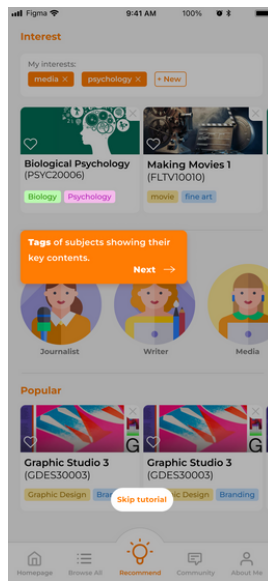 Figma 9:41 AM 100%
Interest
My interests:
media × psychology × + New
Biological Psychology
(PSYC20006)
Biology Psychology
Making Movies 1
(FLTV10010)
movie fine art
Tags of subjects showing their
key contents.
Next →
Journalist Writer Media
Popular
G
G
Graphic Studio 3
(GDES30003)
Graphic Design Bran
Graphic Studio 3
(GDES30003)
Graphic Design Branding
Skip tutorial
Homepage Browse All Recommend Community About Me